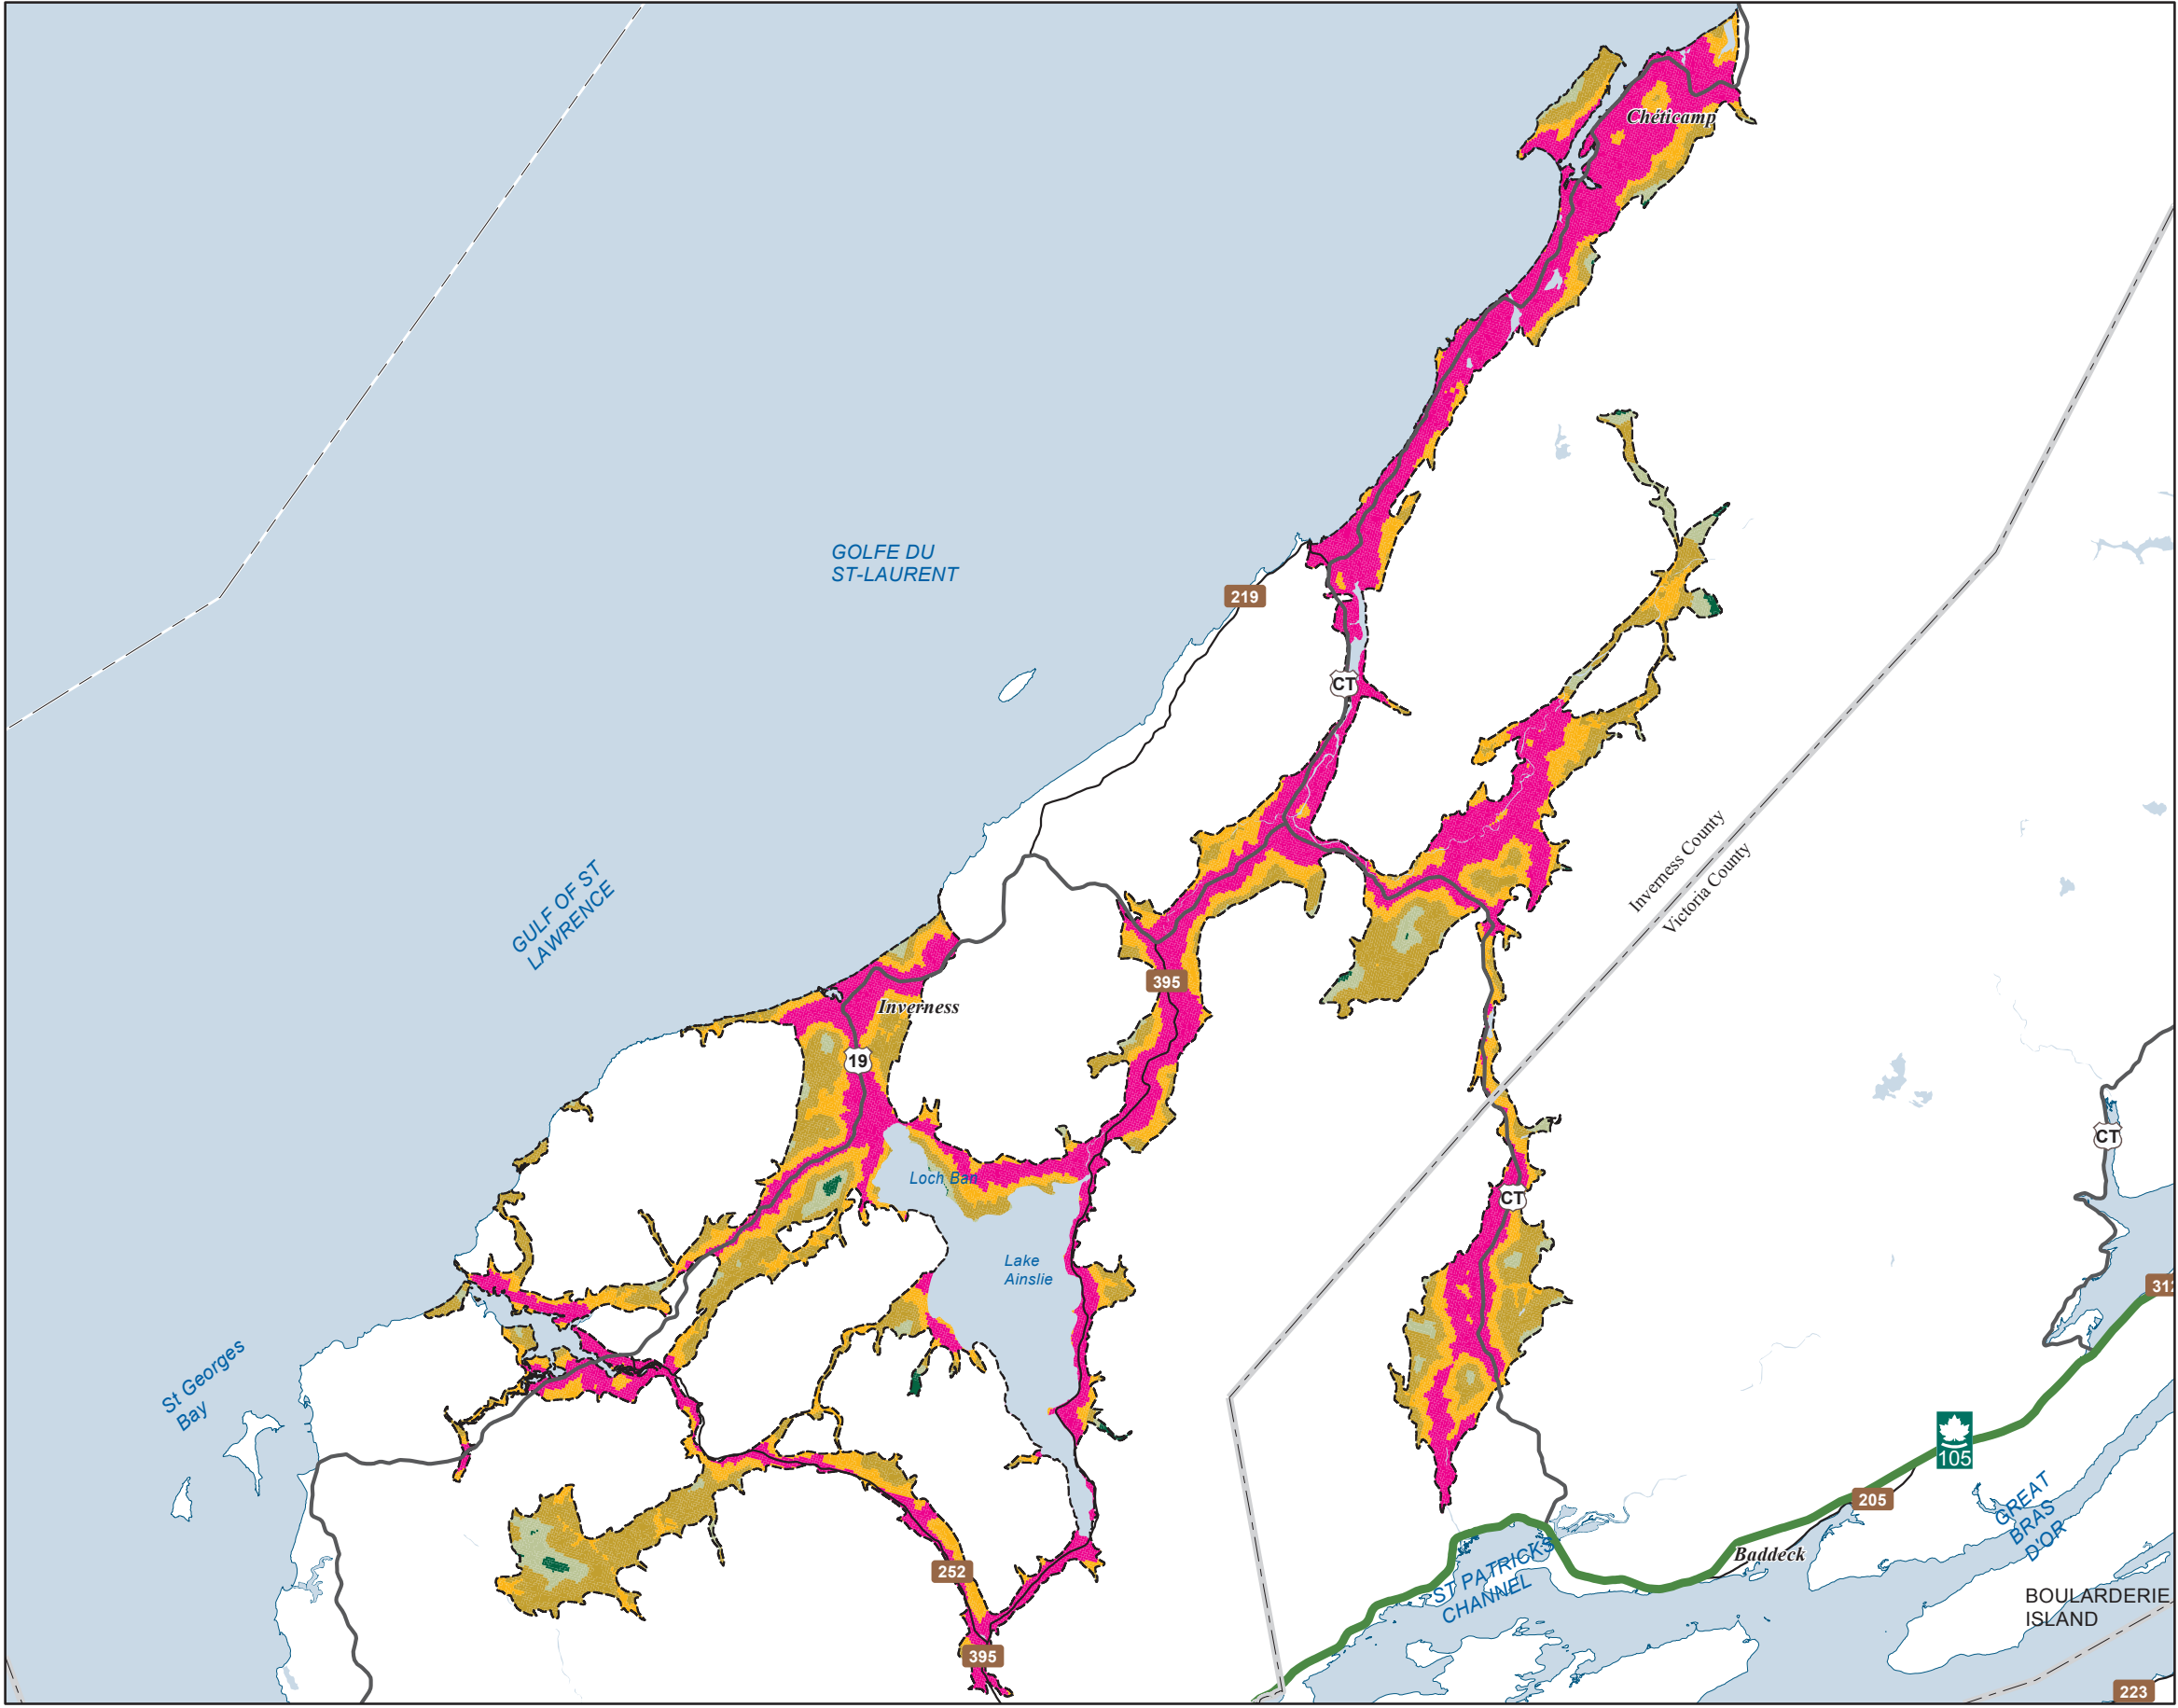 Chéticamp
GOLFE DU
ST-LAURENT
219
CT
Inverness County
Victoria County
GULF OF ST
LAWRENCE
395
Inverness
19
CT
Loch Ban
CT
Lake
Ainslie
312
St Georges
Bay
105
205
GREAT
BRAS
D'OR
Baddeck
252
ST PATRICKS
CHANNEL
BOULARDERIE
ISLAND
395
223